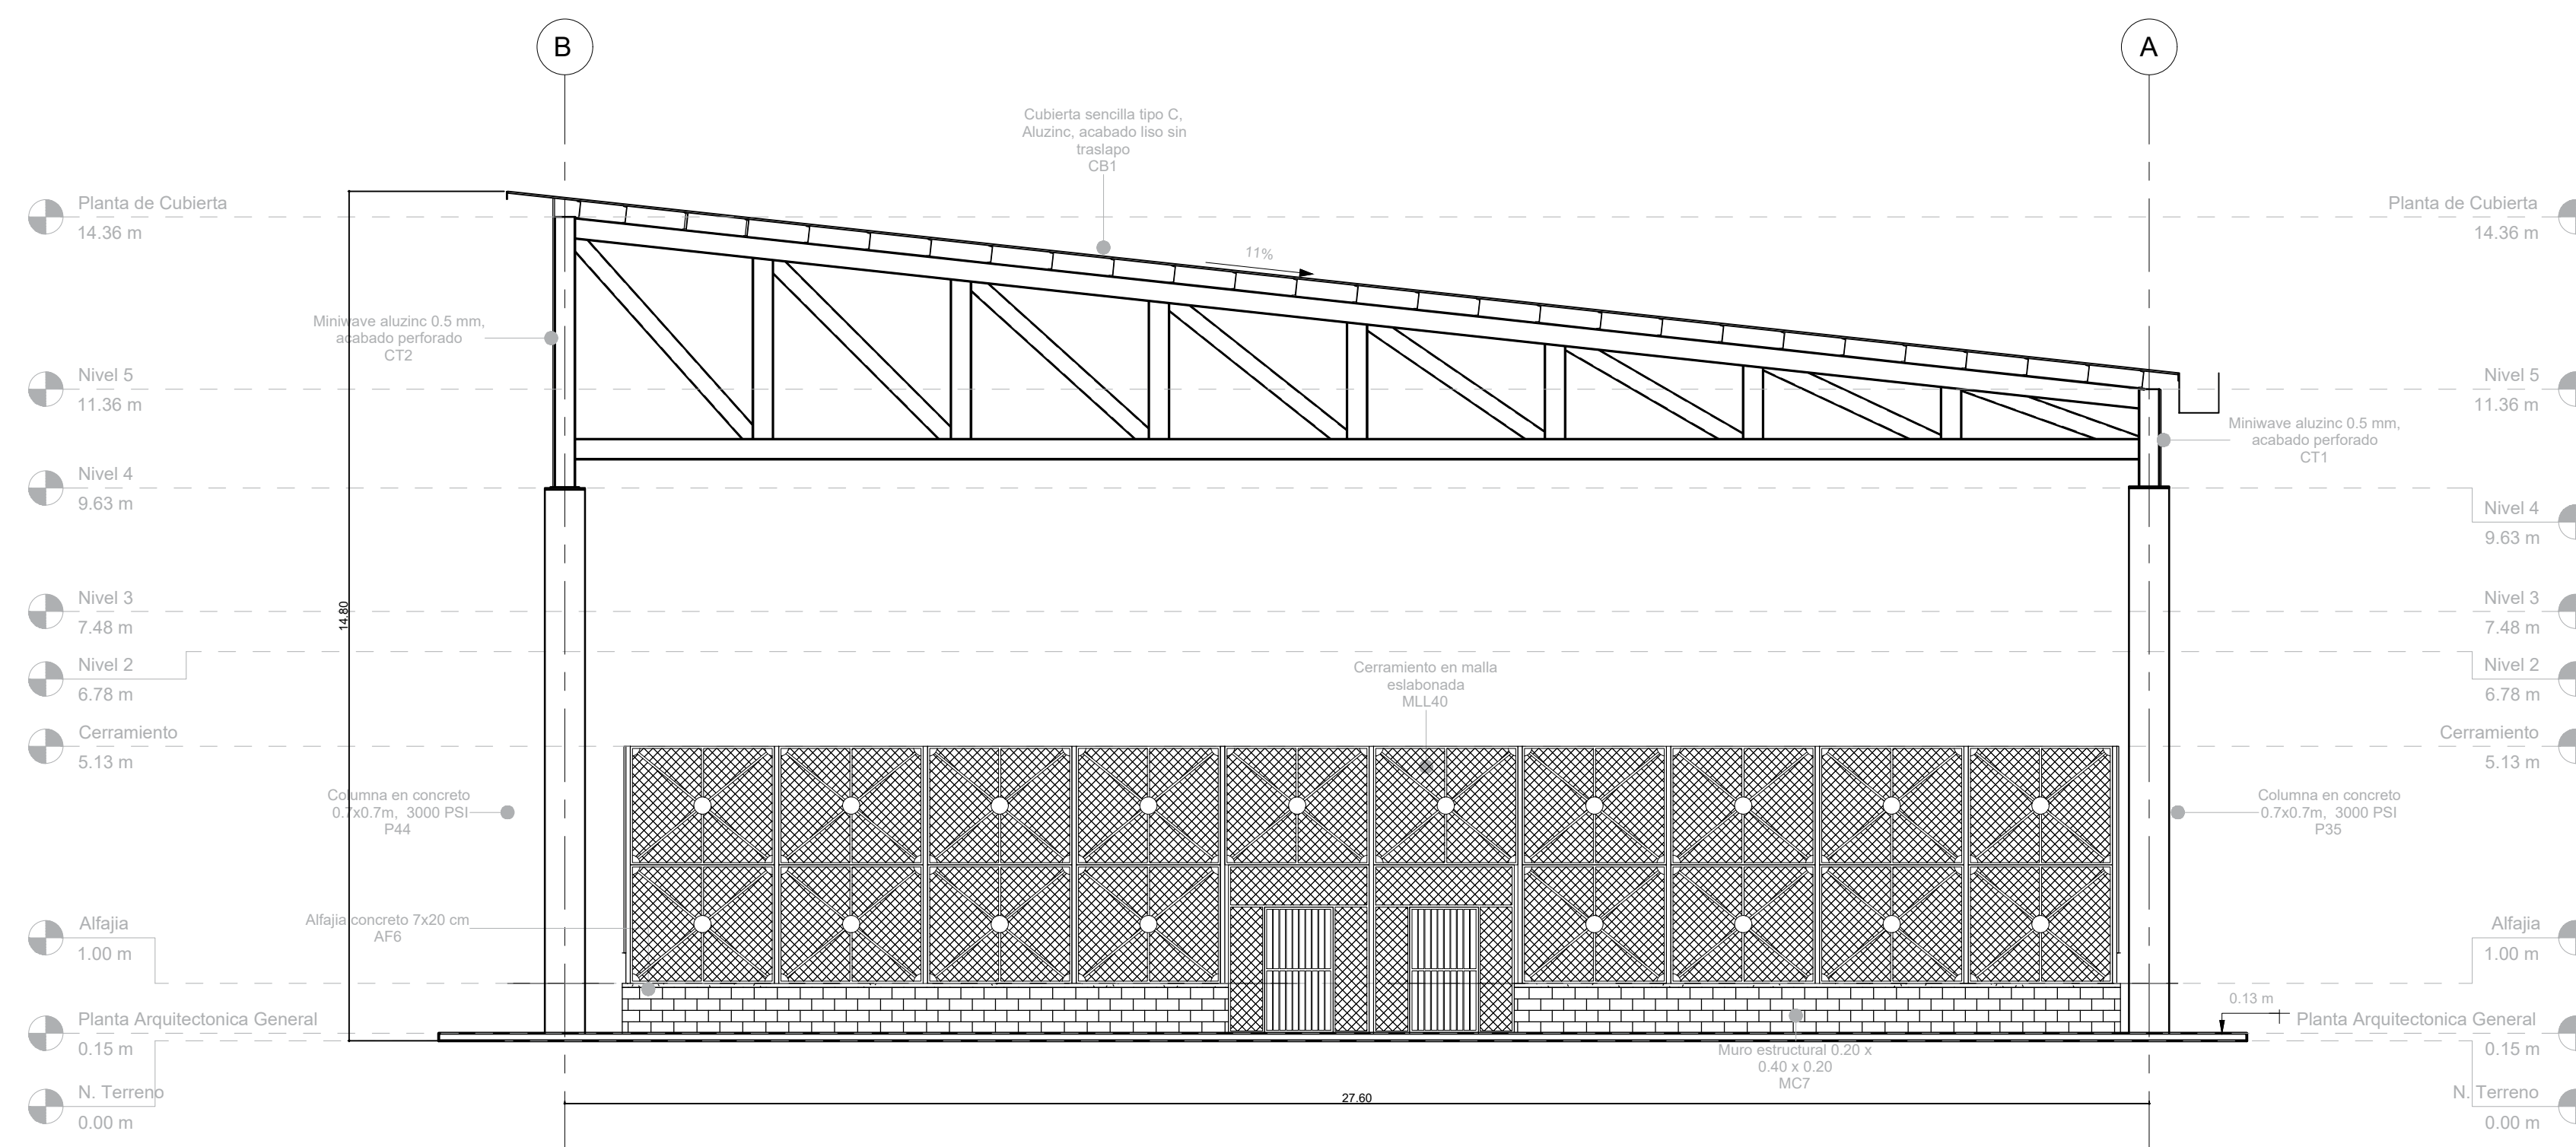 B
A
Cubierta sencilla tipo C,
Aluzinc, acabado liso sin
traslapo
CB1
Planta de Cubierta
14.36 m
Planta de Cubierta
14.36 m
11%
Miniwave aluzinc 0.5 mm,
acabado perforado
CT2
Nivel 5
11.36 m
Nivel 5
11.36 m
Miniwave aluzinc 0.5 mm,
acabado perforado
CT1
Nivel 4
9.63 m
Nivel 4
9.63 m
Nivel 3
7.48 m
14.80
Nivel 3
7.48 m
Nivel 2
6.78 m
Cerramiento en malla
eslabonada
MLL40
Nivel 2
6.78 m
Cerramiento
5.13 m
Cerramiento
5.13 m
Columna en concreto
0.7x0.7m, 3000 PSI
P44
Columna en concreto
0.7x0.7m, 3000 PSI
P35
Alfajia
1.00 m
Alfajia concreto 7x20 cm
AF6
Alfajia
1.00 m
0.13 m
Planta Arquitectonica General
0.15 m
Planta Arquitectonica General
0.15 m
Muro estructural 0.20 x
0.40 x 0.20
MC7
N. Terreno
0.00 m
27.60
N. Terreno
0.00 m